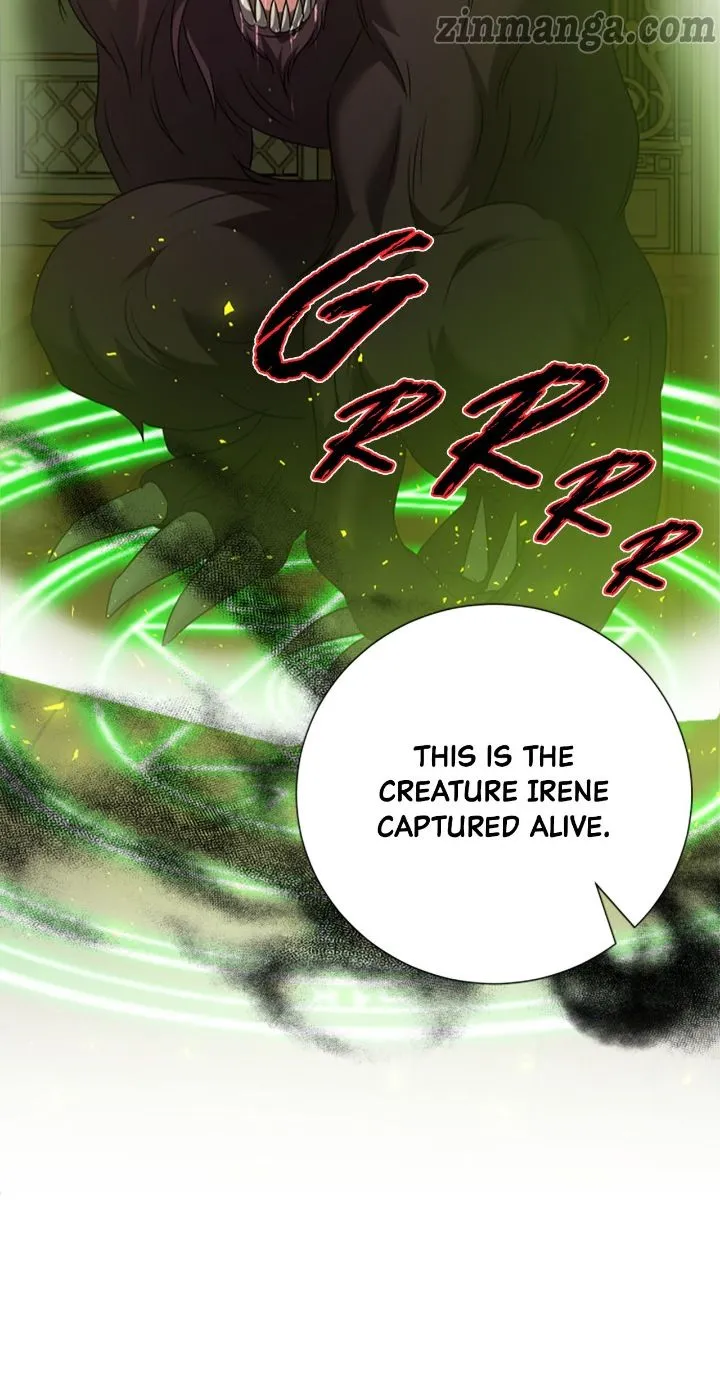 zinmanga.com
GRRRR
THIS IS THE
CREATURE IRENE
CAPTURED ALIVE.